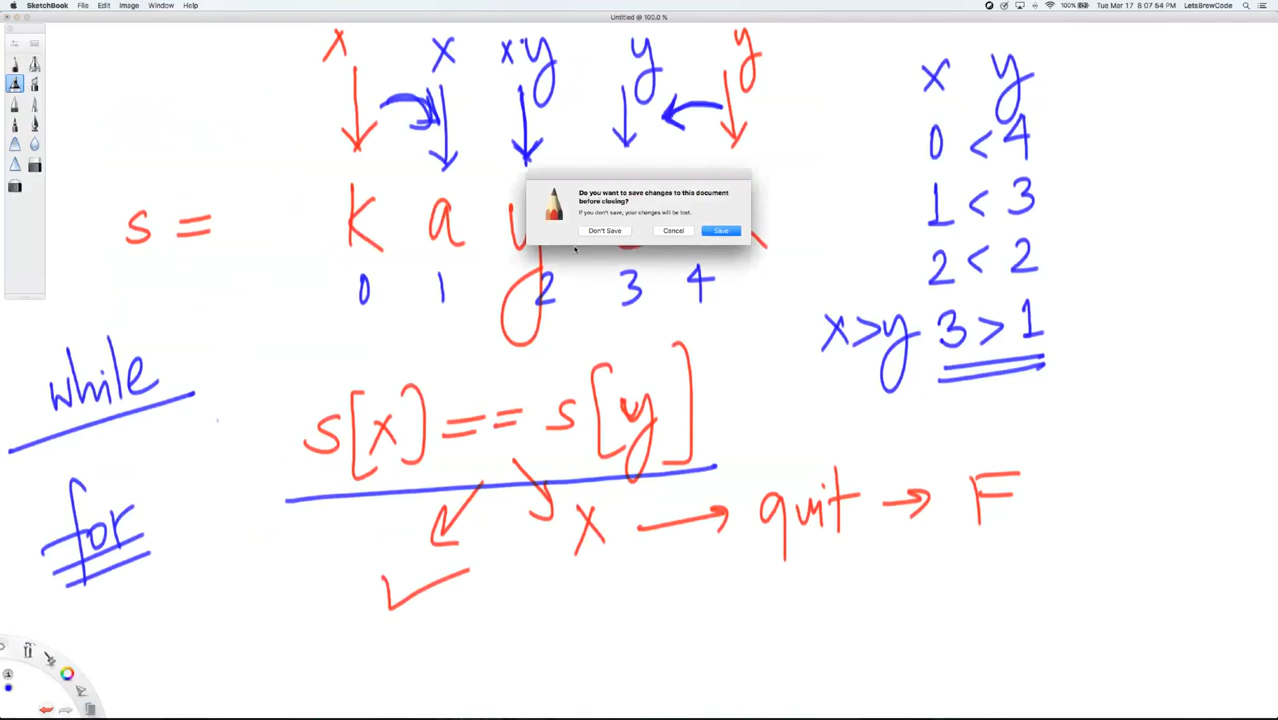 SketchBook File Edit Image Window Help 100% Tue Mar 17 8:07:54 PM LetsBrewCode
Untitled @ 100.0 %
x x x y y y x y
0 < 4
1 < 3
s = k a y
2 < 2
0 1 2 3 4
x>y 3 > 1
Do you want to save changes to this document
before closing?
If you don't save, your changes will be lost.
Don't Save Cancel Save
while
s[x] == s[y]
for
X → quit → F